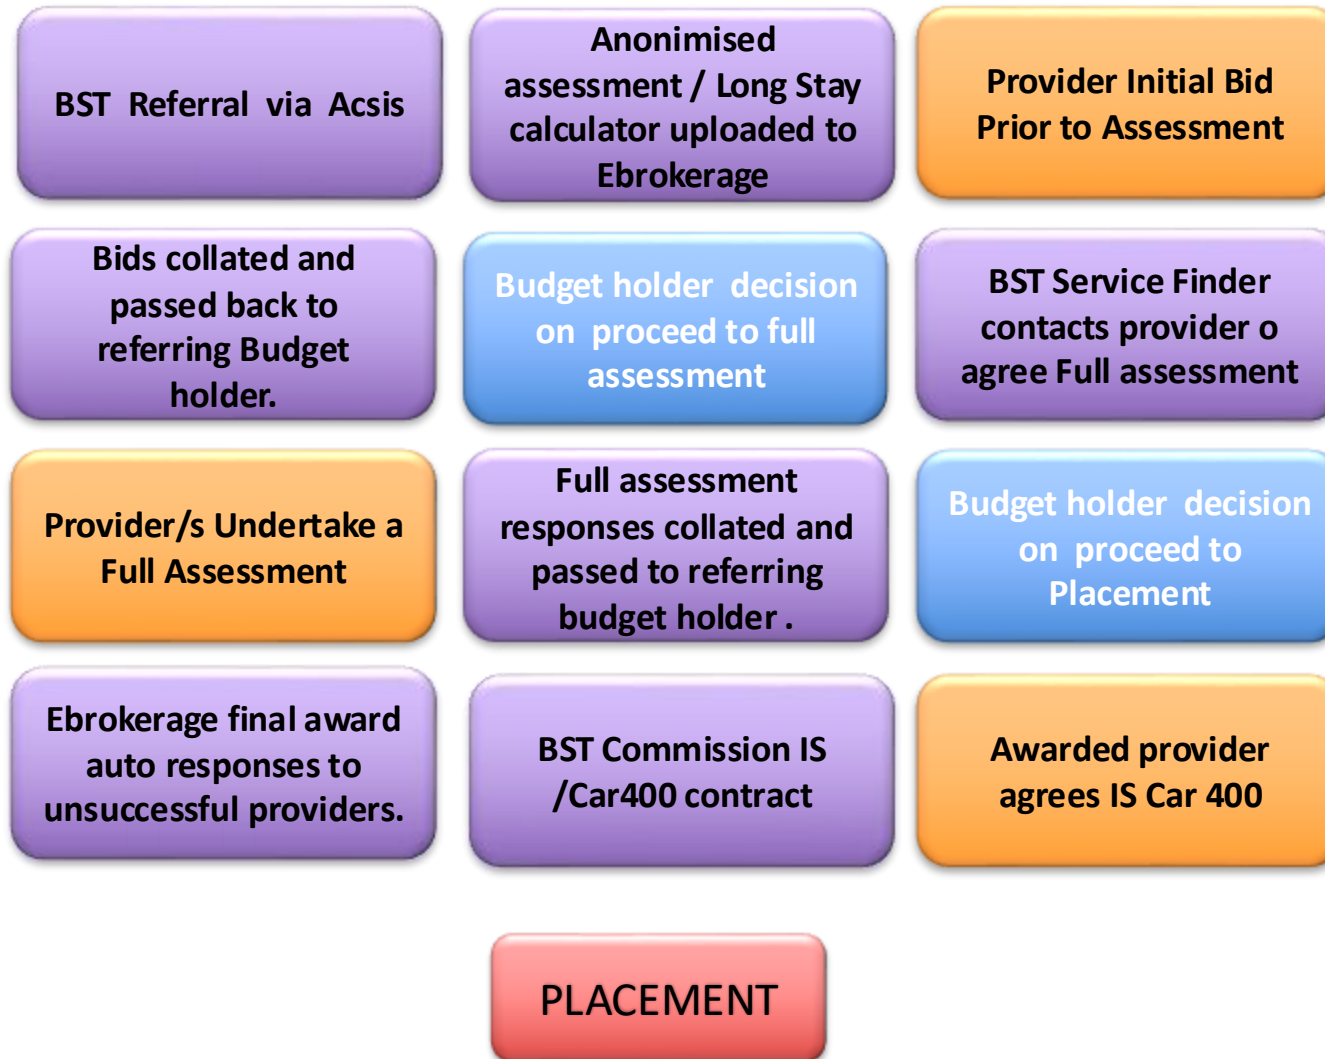 BST Referral via Acsis
Anonimised
assessment / Long Stay
calculator uploaded to
Ebrokerage
Provider Initial Bid
Prior to Assessment
Bids collated and
passed back to
referring Budget
holder.
Budget holder decision
on proceed to full
assessment
BST Service Finder
contacts provider o
agree Full assessment
Provider/s Undertake a
Full Assessment
Full assessment
responses collated and
passed to referring
budget holder .
Budget holder decision
on proceed to
Placement
Ebrokerage final award
auto responses to
unsuccessful providers.
BST Commission IS
/Car400 contract
Awarded provider
agrees IS Car 400
PLACEMENT